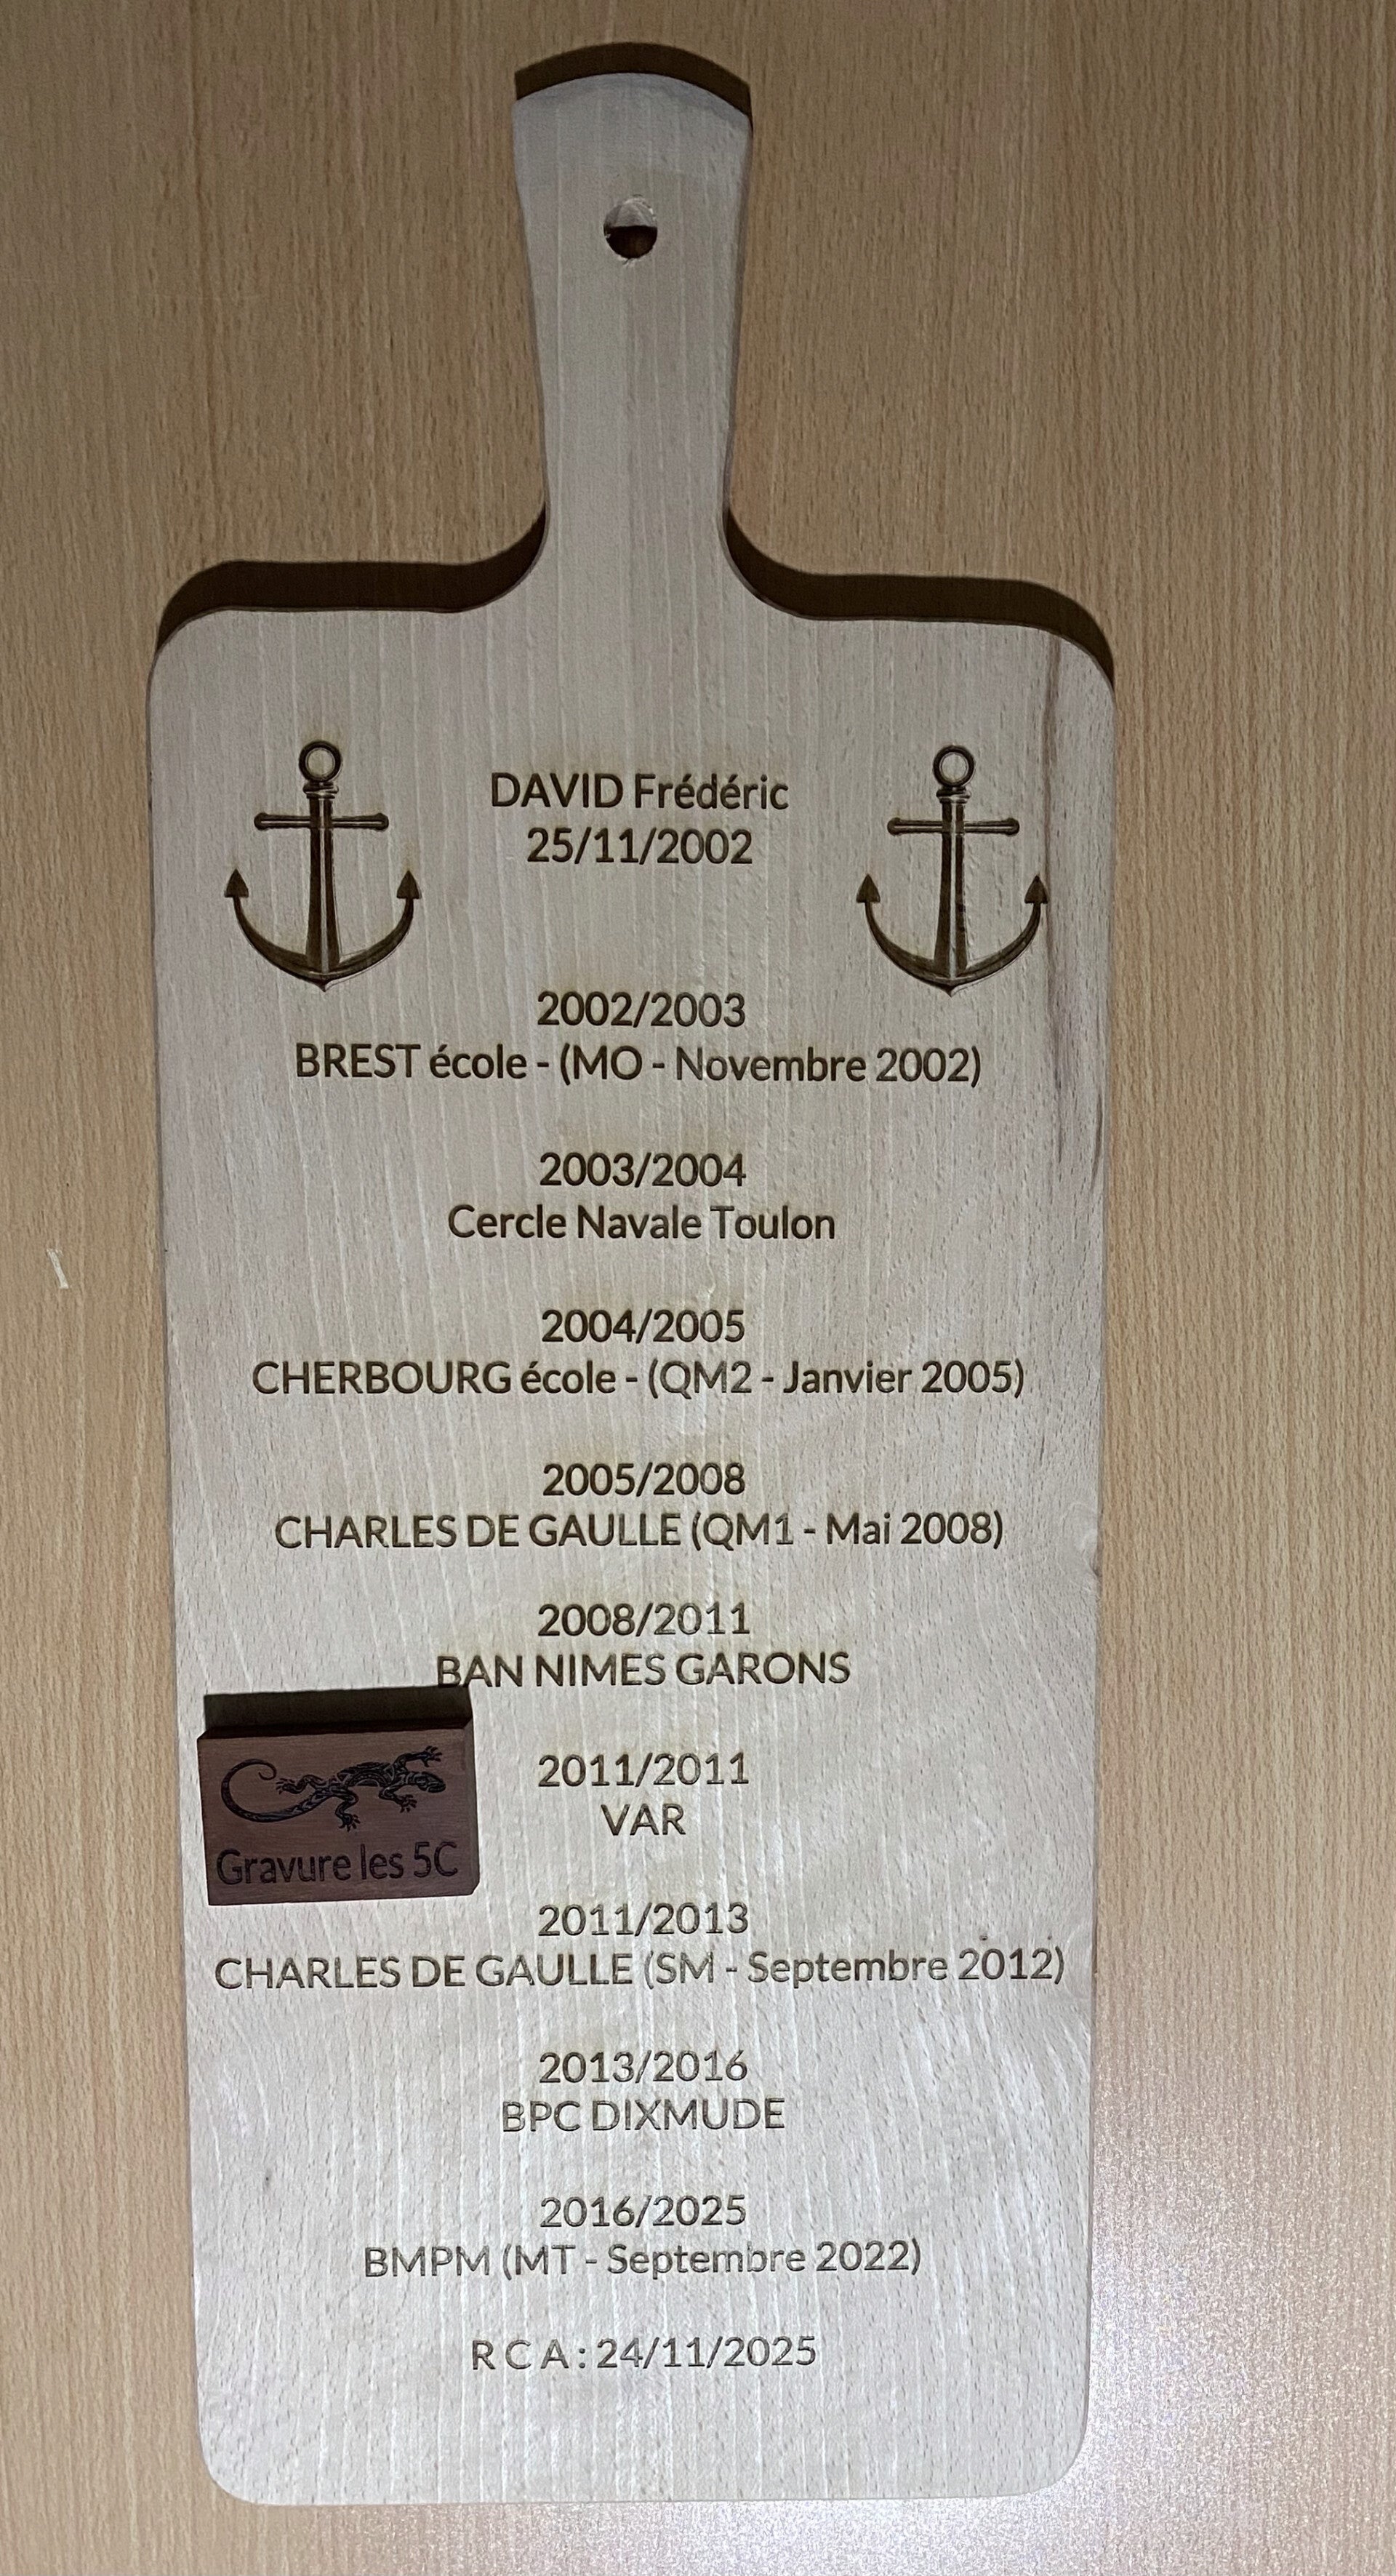 DAVID Frédéric
25/11/2002
2002/2003
BREST école - (MO - Novembre 2002)
2003/2004
Cercle Navale Toulon
2004/2005
CHERBOURG école - (QM2 - Janvier 2005)
2005/2008
CHARLES DE GAULLE (QM1 - Mai 2008)
2008/2011
BAN NIMES GARONS
2011/2011
VAR
Gravure les 5C
2011/2013
CHARLES DE GAULLE (SM - Septembre 2012)
2013/2016
BPC DIXMUDE
2016/2025
BMPM (MT - Septembre 2022)
R C A : 24/11/2025